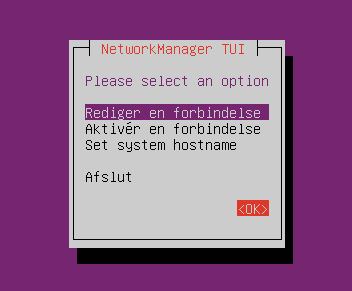 NetworkManager TUI
Please select an option
Rediger en forbindelse
Aktivér en forbindelse
Set system hostname
Afslut
<OK>